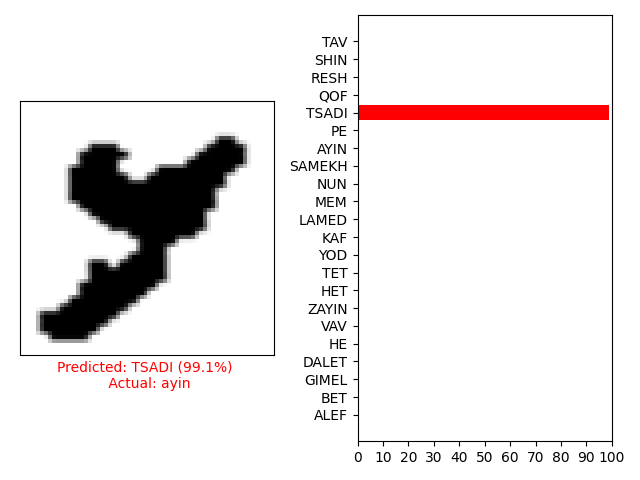 TAV
SHIN
RESH
QOF
TSADI
PE
AYIN
SAMEKH
NUN
MEM
LAMED
KAF
YOD
TET
HET
ZAYIN
VAV
HE
DALET
GIMEL
BET
ALEF
0 10 20 30 40 50 60 70 80 90 100
Predicted: TSADI (99.1%)
Actual: ayin